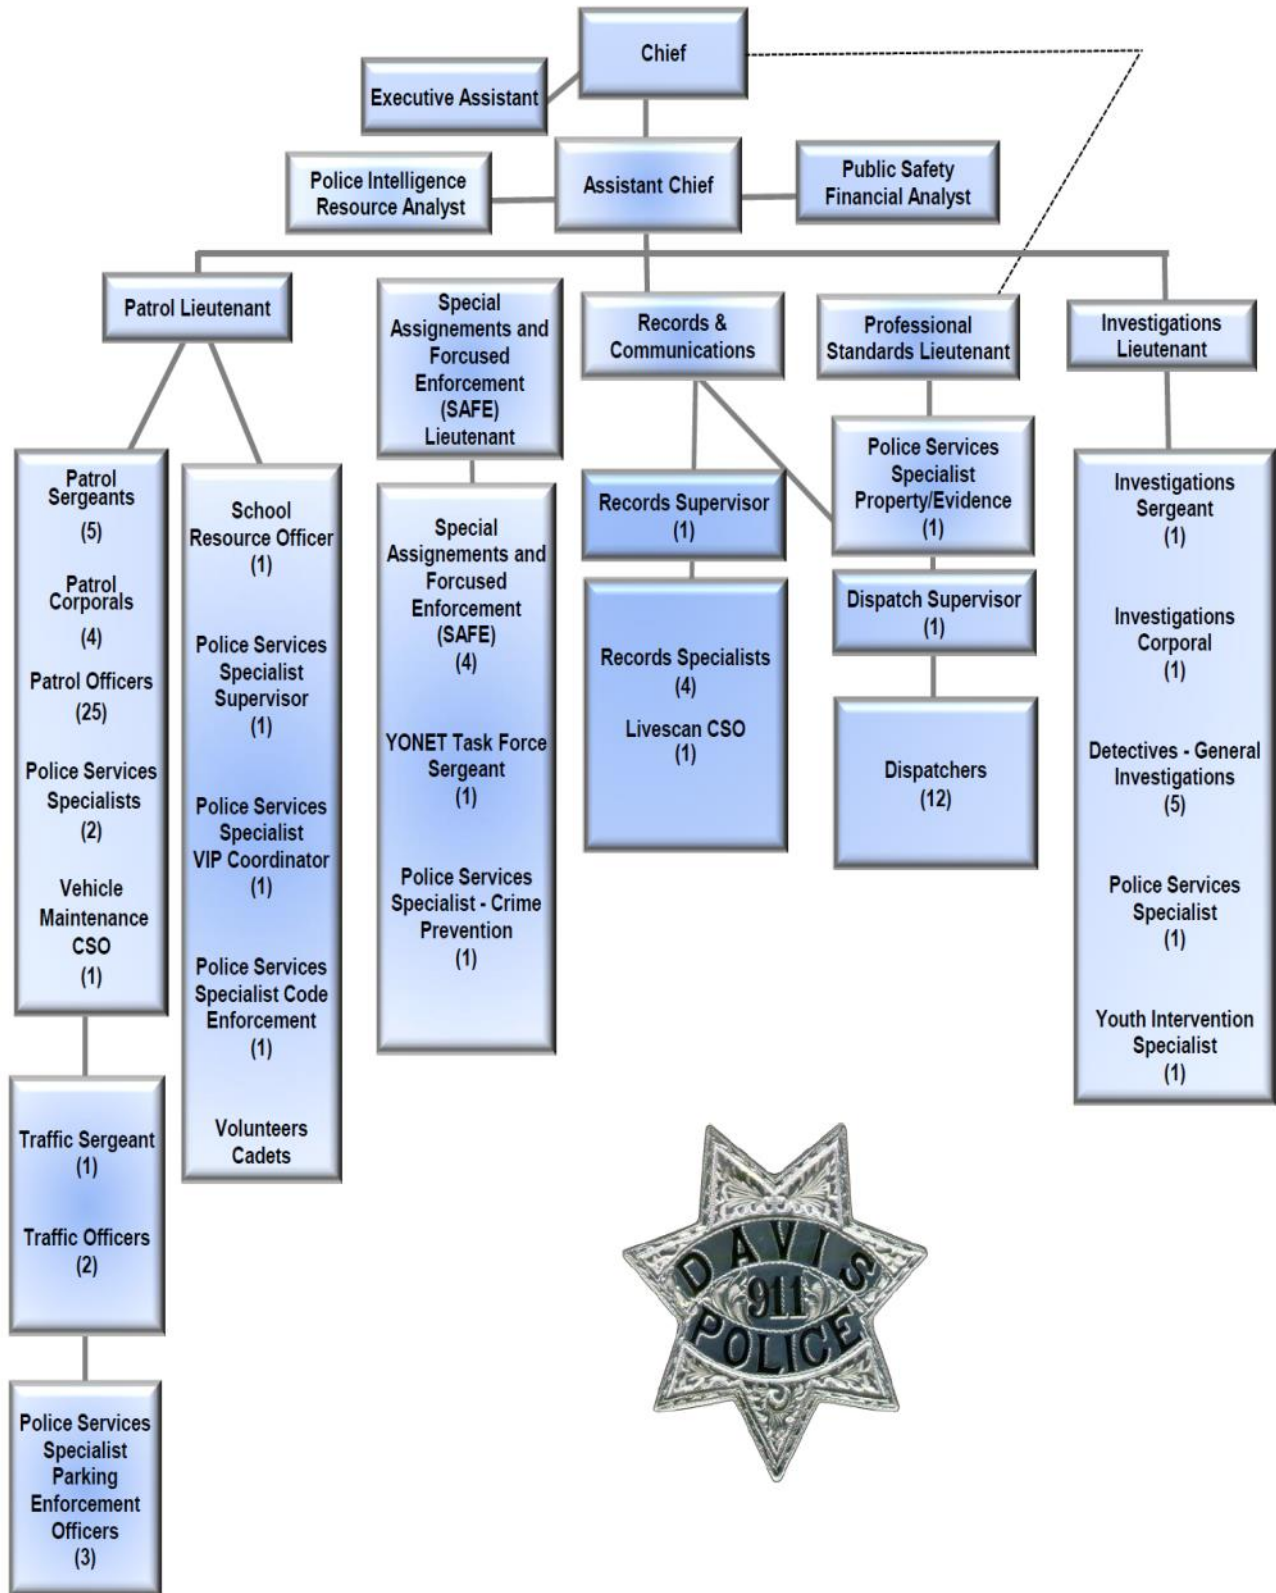 Chief
Executive Assistant
Assistant Chief
Police Intelligence
Resource Analyst
Public Safety
Financial Analyst
Patrol Lieutenant
Special
Assignements and
Forcused
Enforcement
(SAFE)
Lieutenant
Records &
Communications
Professional
Standards Lieutenant
Investigations
Lieutenant
Patrol
Sergeants
(5)
Patrol
Corporals
(4)
Patrol Officers
(25)
Police Services
Specialists
(2)
Vehicle
Maintenance
CSO
(1)
School
Resource Officer
(1)
Police Services
Specialist
Supervisor
(1)
Police Services
Specialist
VIP Coordinator
(1)
Police Services
Specialist Code
Enforcement
(1)
Volunteers
Cadets
Special
Assignements and
Forcused
Enforcement
(SAFE)
(4)
YONET Task Force
Sergeant
(1)
Police Services
Specialist - Crime
Prevention
(1)
Records Supervisor
(1)
Records Specialists
(4)
Livescan CSO
(1)
Police Services
Specialist
Property/Evidence
(1)
Dispatch Supervisor
(1)
Dispatchers
(12)
Investigations
Sergeant
(1)
Investigations
Corporal
(1)
Detectives - General
Investigations
(5)
Police Services
Specialist
(1)
Youth Intervention
Specialist
(1)
Traffic Sergeant
(1)
Traffic Officers
(2)
Police Services
Specialist
Parking
Enforcement
Officers
(3)
DAVIS
911
POLICE